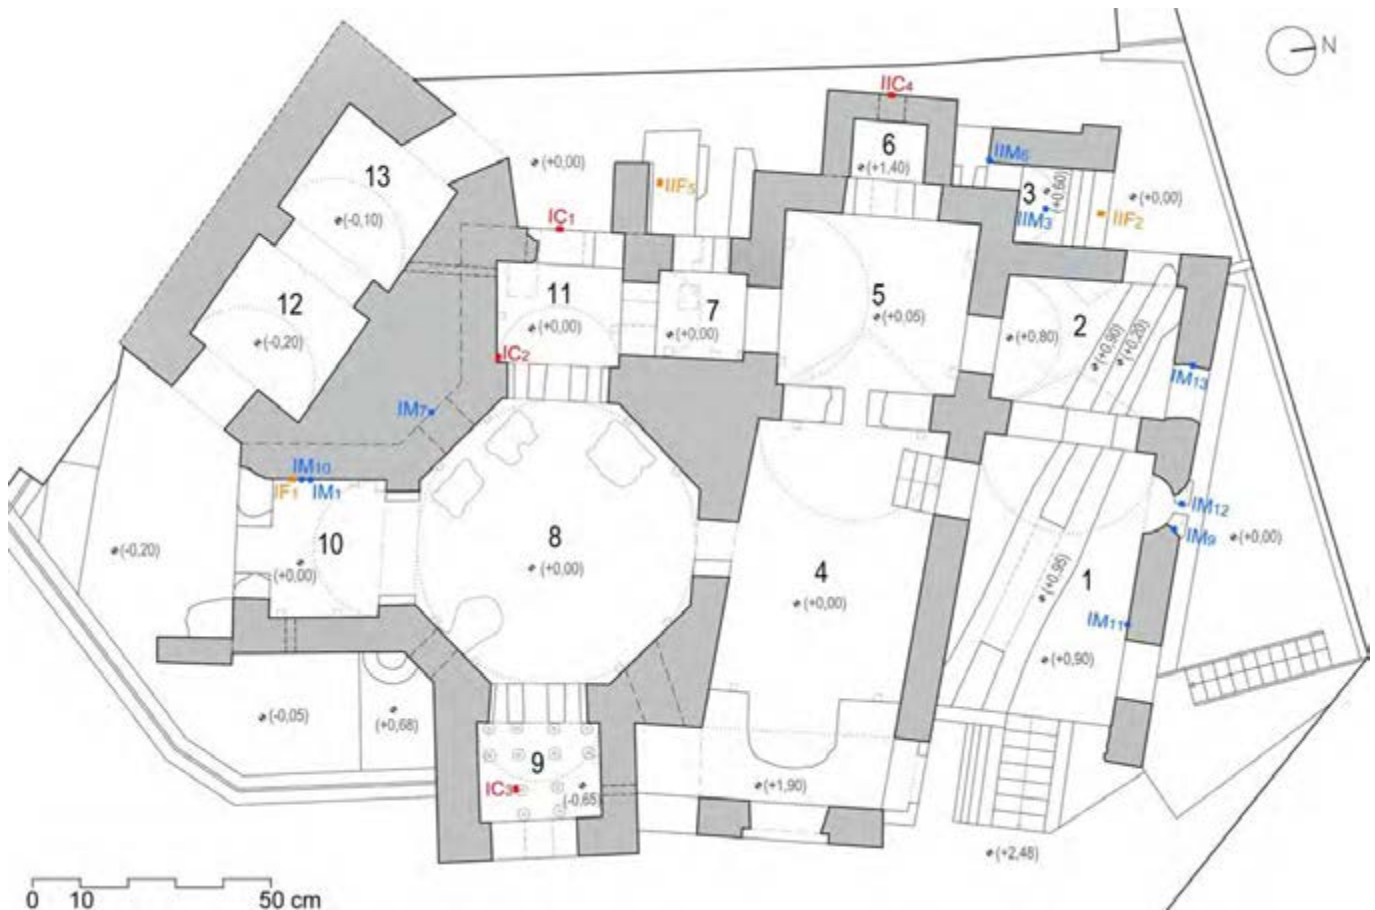 N
IIC4
6
(+1,40)
IIM6
3
(+0,60)
IIM3
IIF2
(+0,00)
13
(-0,10)
(+0,00)
IIF5
IC1
11
(+0,00)
IC2
7
(+0,00)
5
(+0,05)
2
(+0,80)
(+0,90)
(+0,20)
IM13
12
(-0,20)
IM7
IM10
IF1
IM1
10
(+0,00)
(-0,20)
8
(+0,00)
4
(+0,00)
IM12
IM9
(+0,00)
(+0,95)
1
IM11
(+0,90)
(-0,05)
(+0,68)
9
IC3
(-0,65)
(+1,90)
(+2,48)
0 10 50 cm